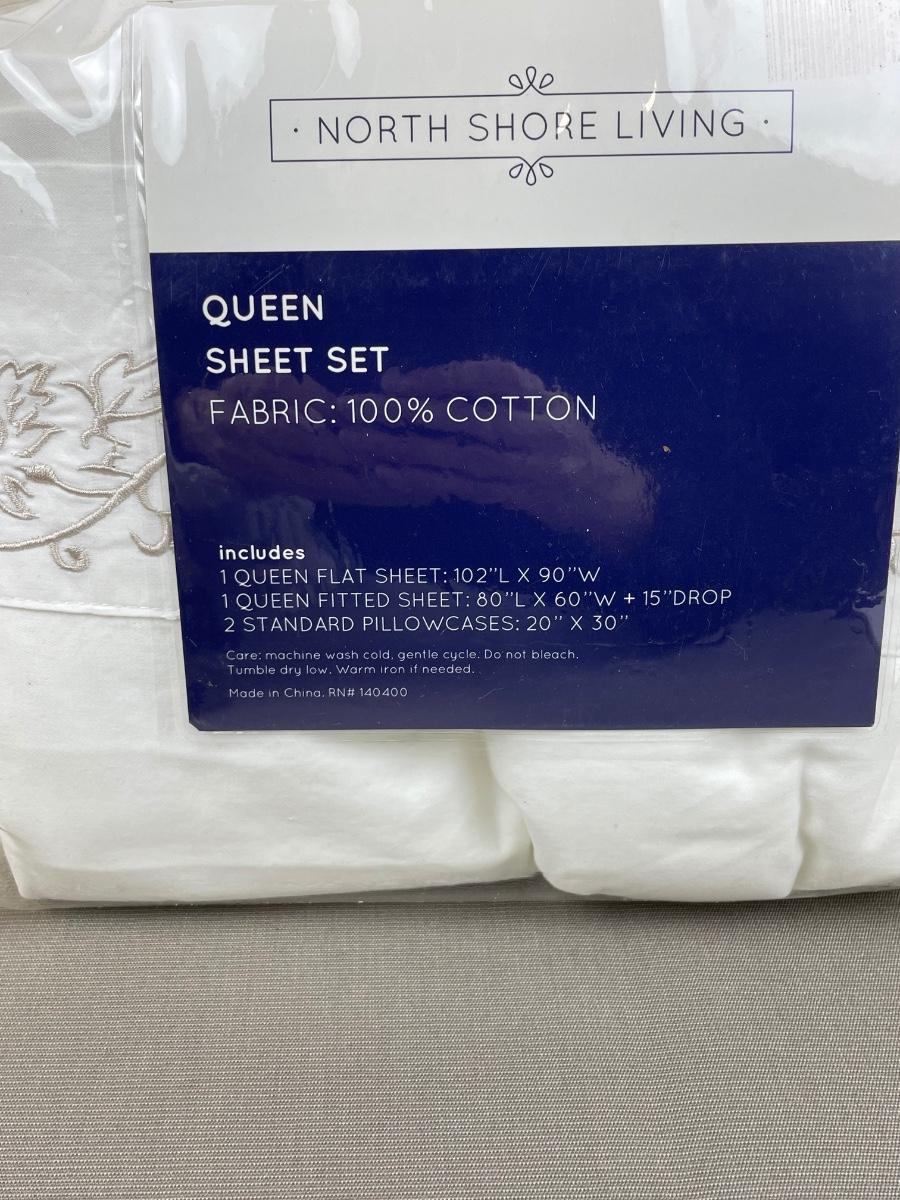 · NORTH SHORE LIVING ·
QUEEN
SHEET SET
FABRIC: 100% COTTON
includes
1 QUEEN FLAT SHEET: 102”L X 90”W
1 QUEEN FITTED SHEET: 80”L X 60”W + 15”DROP
2 STANDARD PILLOWCASES: 20” X 30”
Care: machine wash cold, gentle cycle. Do not bleach.
Tumble dry low. Warm iron if needed.
Made in China, RN# 140400